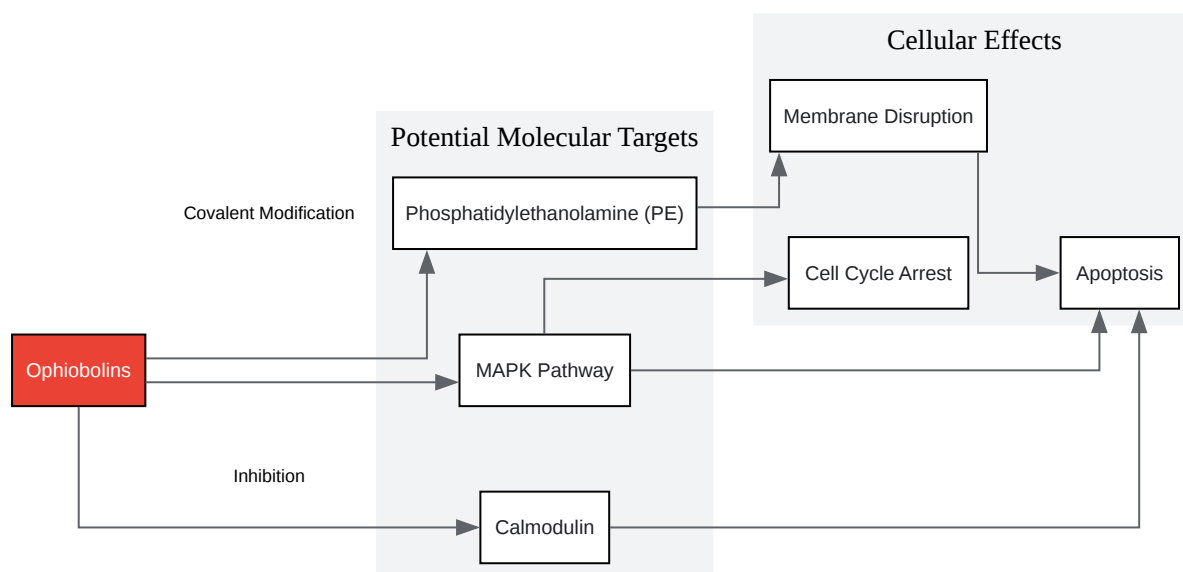 Cellular Effects
Membrane Disruption
Potential Molecular Targets
Covalent Modification
Phosphatidylethanolamine (PE)
Cell Cycle Arrest
Apoptosis
Ophiobolins
MAPK Pathway
Inhibition
Calmodulin